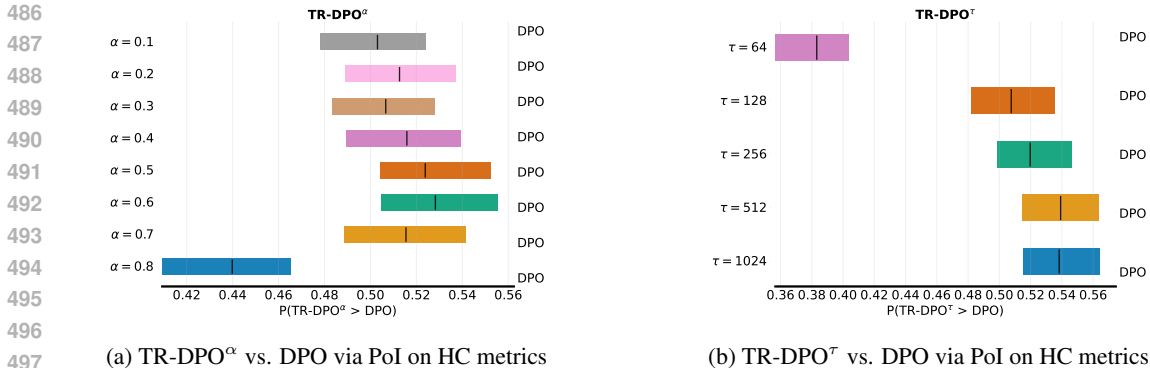 486
487
488
489
490
491
492
493
494
495
496
497
TR-DPO^α
α = 0.1
DPO
α = 0.2
DPO
α = 0.3
DPO
α = 0.4
DPO
α = 0.5
DPO
α = 0.6
DPO
α = 0.7
DPO
α = 0.8
DPO
0.42 0.44 0.46 0.48 0.50 0.52 0.54 0.56
P(TR-DPO^α > DPO)
(a) TR-DPO^α vs. DPO via PoI on HC metrics
TR-DPO^τ
τ = 64
DPO
τ = 128
DPO
τ = 256
DPO
τ = 512
DPO
τ = 1024
DPO
0.36 0.38 0.40 0.42 0.44 0.46 0.48 0.50 0.52 0.54 0.56
P(TR-DPO^τ > DPO)
(b) TR-DPO^τ vs. DPO via PoI on HC metrics